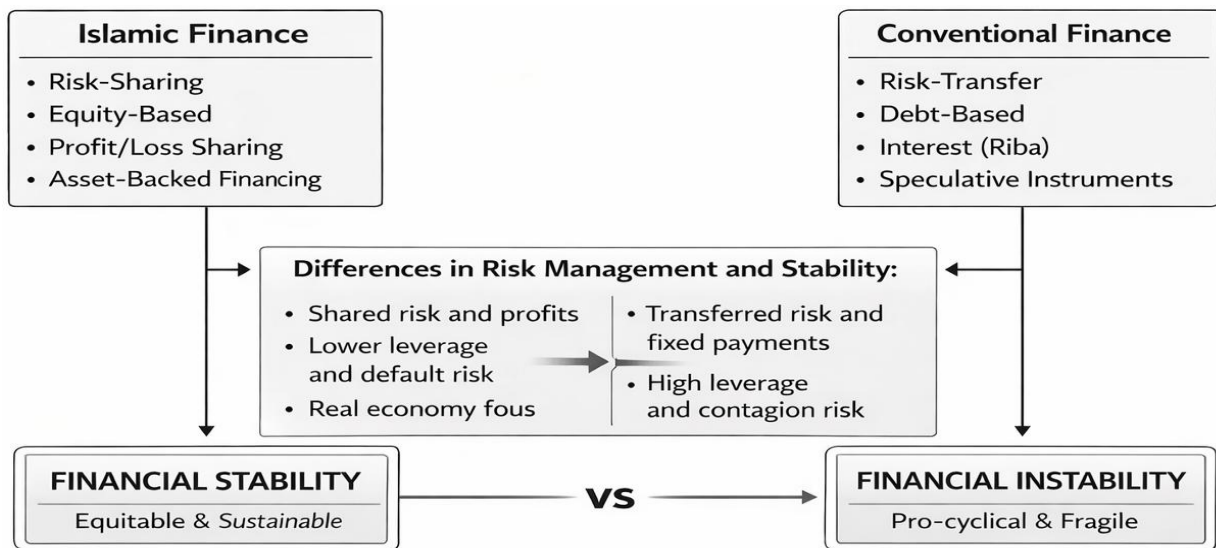 Islamic Finance
• Risk-Sharing
• Equity-Based
• Profit/Loss Sharing
• Asset-Backed Financing
Conventional Finance
• Risk-Transfer
• Debt-Based
• Interest (Riba)
• Speculative Instruments
Differences in Risk Management and Stability:
• Shared risk and profits
• Lower leverage
and default risk
• Real economy fous
• Transferred risk and
fixed payments
• High leverage
and contagion risk
FINANCIAL STABILITY
Equitable & Sustainable
vs
FINANCIAL INSTABILITY
Pro-cyclical & Fragile